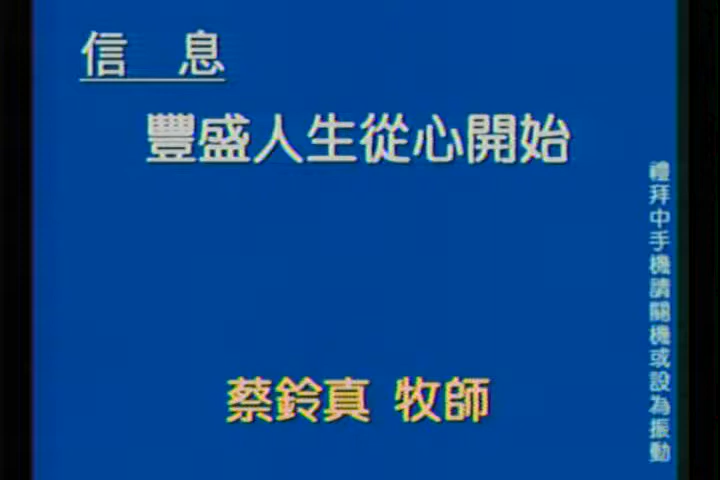 信　息
豐盛人生從心開始
蔡鈴真 牧師
禮拜中手機請關機或設為振動